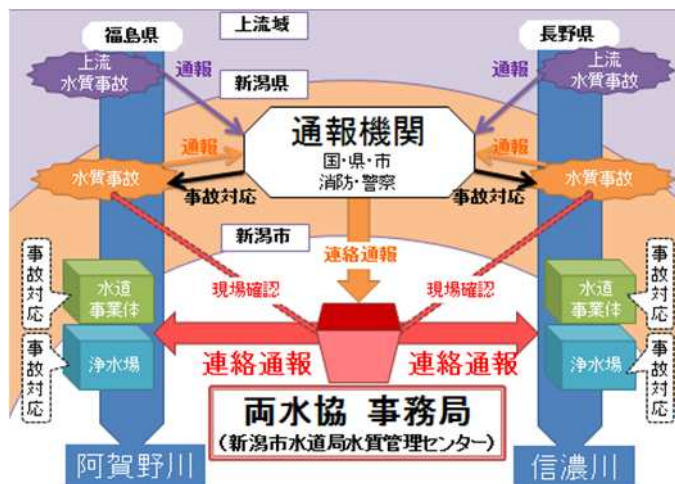 福島県
上流域
長野県
上流
水質事故
通報
新潟県
通報
上流
水質事故
通報機関
国・県・市
消防・警察
通報
通報
水質事故
事故対応
事故対応
水質事故
新潟市
連絡通報
事故対応
水道
事業体
現場確認
現場確認
水道
事業体
事故対応
事故対応
浄水場
連絡通報
連絡通報
浄水場
事故対応
両水協 事務局
(新潟市水道局水質管理センター)
阿賀野川
信濃川